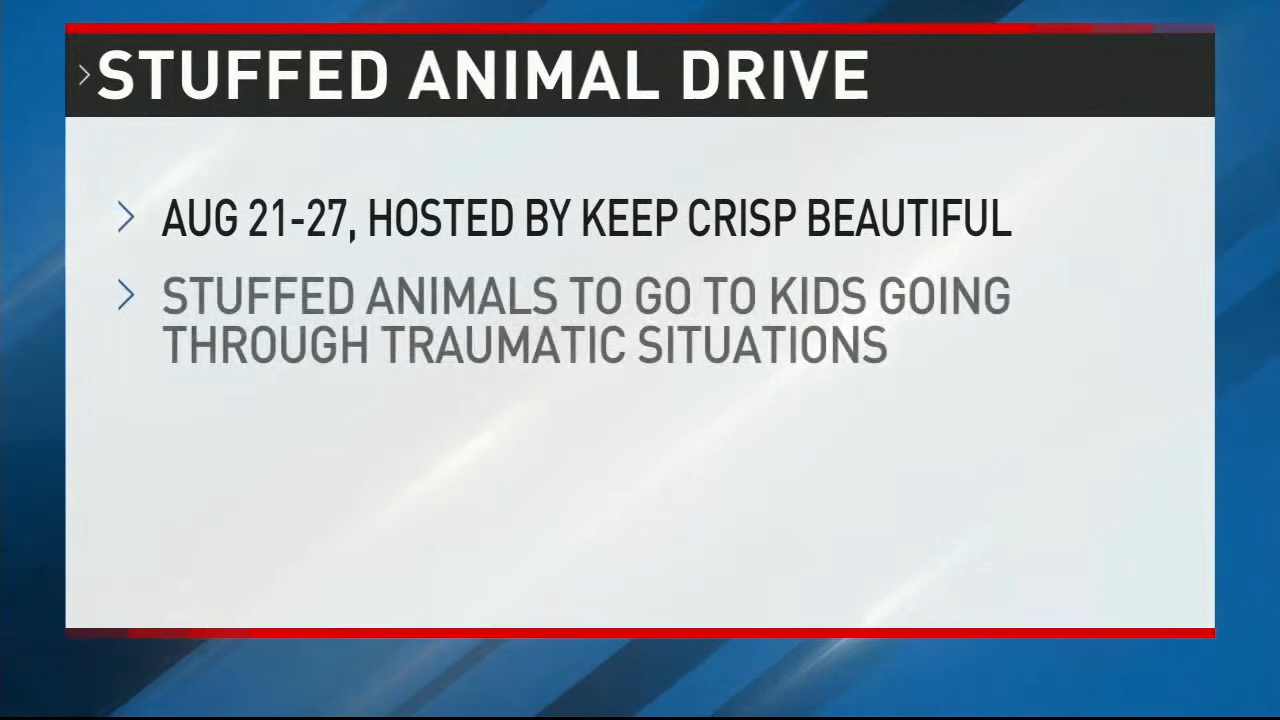 STUFFED ANIMAL DRIVE
AUG 21-27, HOSTED BY KEEP CRISP BEAUTIFUL
STUFFED ANIMALS TO GO TO KIDS GOING
THROUGH TRAUMATIC SITUATIONS